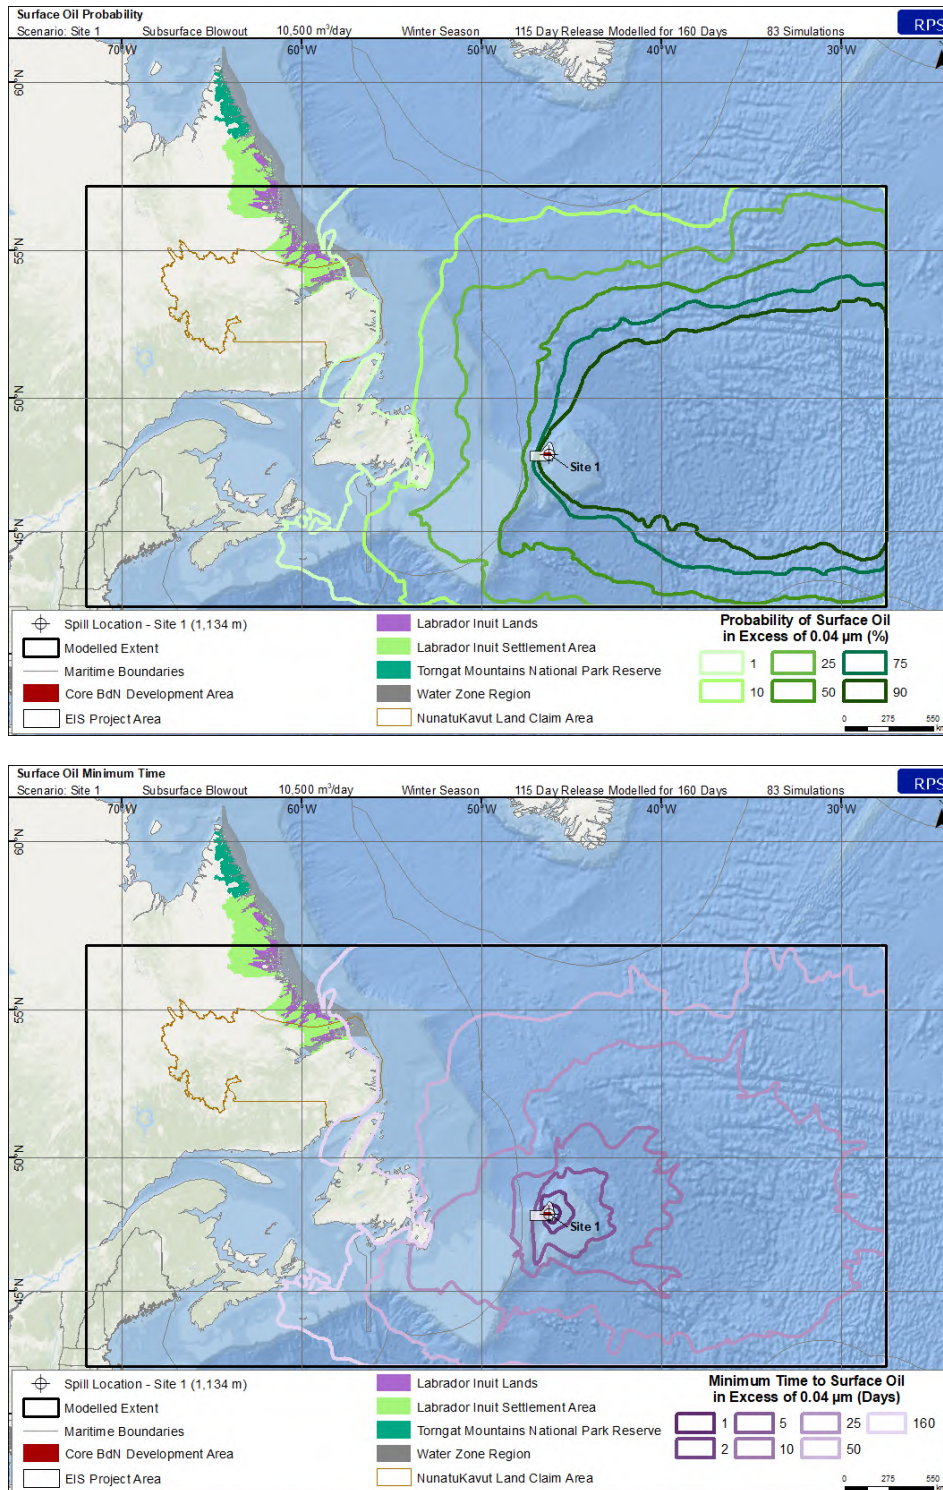 Surface Oil Probability
Scenario: Site 1 Subsurface Blowout 10,500 m³/day Winter Season 115 Day Release Modelled for 160 Days 83 Simulations
RPS
70°W 60°W 50°W 40°W 30°W
60°N
55°N
50°N
45°N
Site 1
Spill Location - Site 1 (1,134 m)
Modelled Extent
Maritime Boundaries
Core BdN Development Area
EIS Project Area
Labrador Inuit Lands
Labrador Inuit Settlement Area
Torngat Mountains National Park Reserve
Water Zone Region
NunatuKavut Land Claim Area
Probability of Surface Oil
in Excess of 0.04 µm (%)
1 25 75
10 50 90
0 275 550
km
Surface Oil Minimum Time
Scenario: Site 1 Subsurface Blowout 10,500 m³/day Winter Season 115 Day Release Modelled for 160 Days 83 Simulations
RPS
70°W 60°W 50°W 40°W 30°W
60°N
55°N
50°N
45°N
Site 1
Spill Location - Site 1 (1,134 m)
Modelled Extent
Maritime Boundaries
Core BdN Development Area
EIS Project Area
Labrador Inuit Lands
Labrador Inuit Settlement Area
Torngat Mountains National Park Reserve
Water Zone Region
NunatuKavut Land Claim Area
Minimum Time to Surface Oil
in Excess of 0.04 µm (Days)
1 5 25 160
2 10 50
0 275 550
km